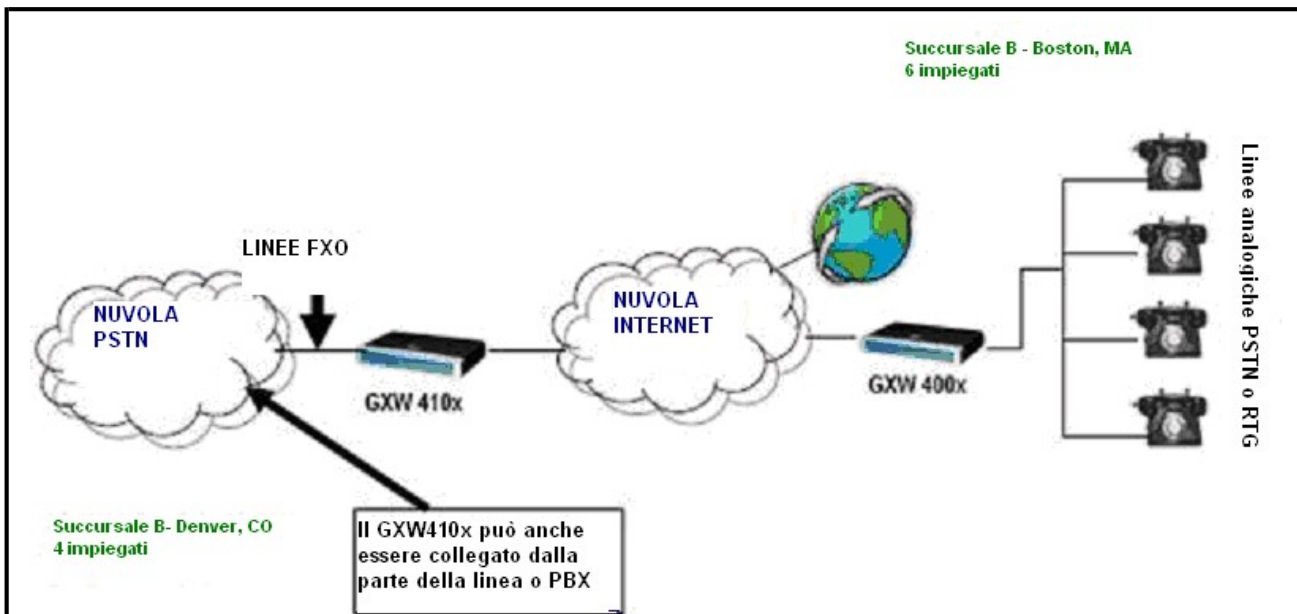 Succursale B - Boston, MA
6 impiegati
LINEE FXO
NUVOLA
PSTN
GXW 410x
NUVOLA
INTERNET
GXW 400x
Linee analogiche PSTN o RTG
Succursale B- Denver, CO
4 impiegati
Il GXW410x può anche
essere collegato dalla
parte della linea o PBX